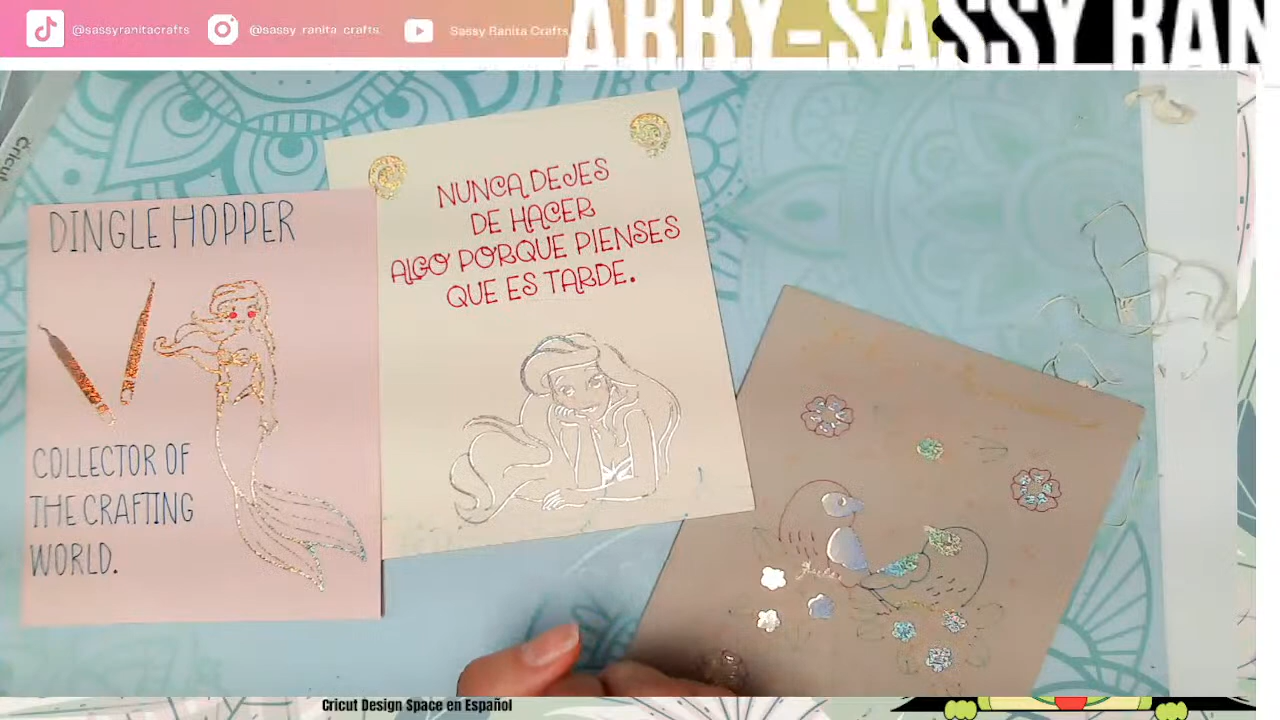 @sassyranitacrafts
@sassy_ranita_crafts
Sassy Ranita Crafts
ABBY-SASSY RAN
cricut
DINGLE HOPPER
COLLECTOR OF
THE CRAFTING
WORLD.
NUNCA DEJES
DE HACER
ALGO PORQUE PIENSES
QUE ES TARDE.
Cricut Design Space en Español